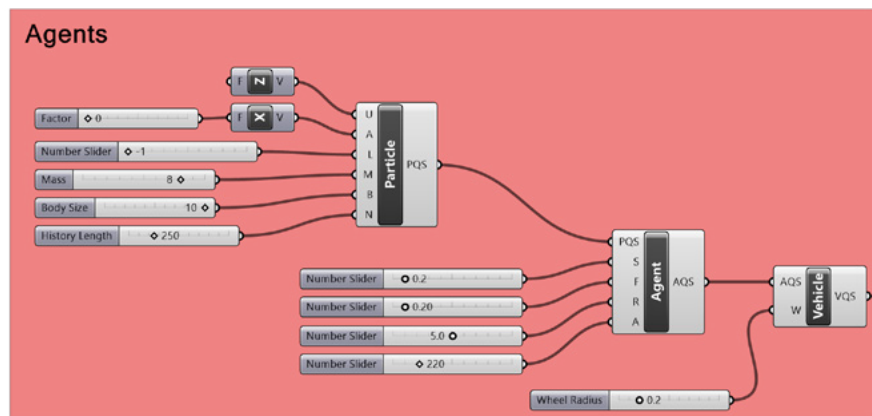 Agents
F Z V
Factor 0
F X V
Number Slider -1
Mass 8
Body Size 10
History Length 250
U
A
L
M
B
N
Particle
PQS
Number Slider 0.2
Number Slider 0.20
Number Slider 5.0
Number Slider 220
PQS
S
F
R
A
Agent
AQS
Wheel Radius 0.2
AQS
W
Vehicle
VQS